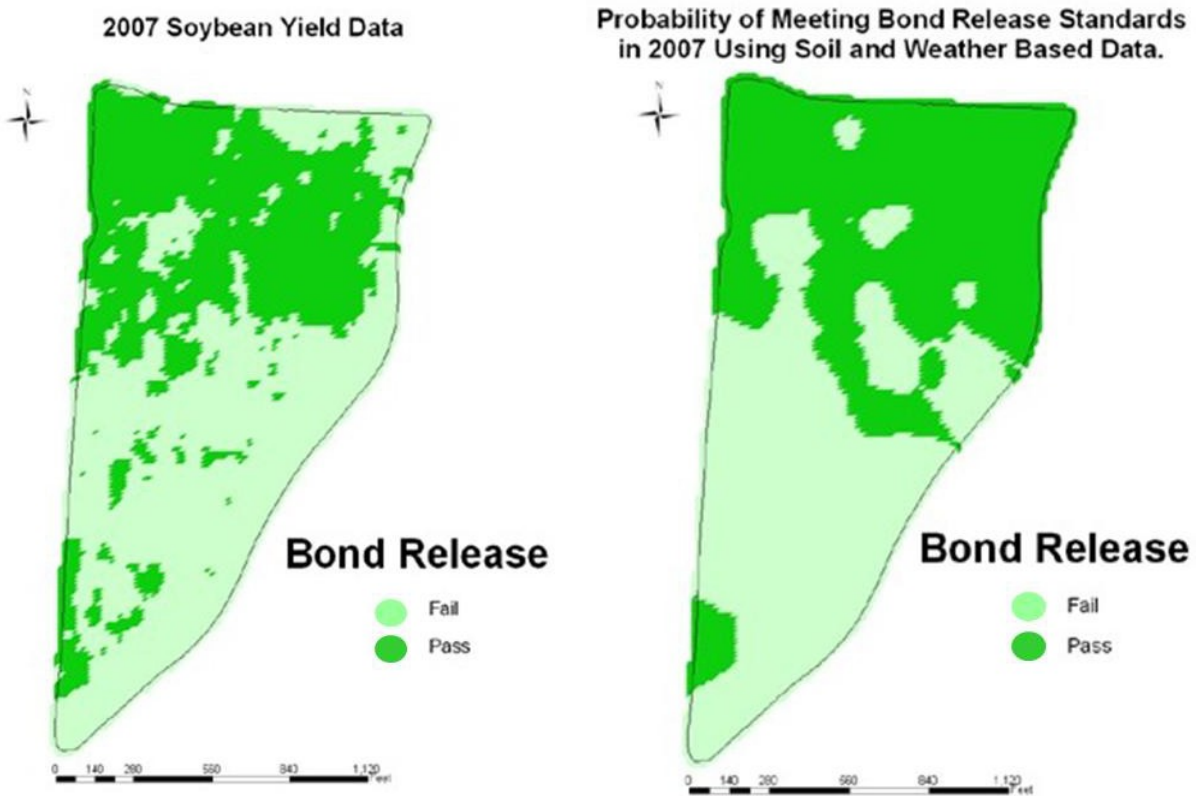 2007 Soybean Yield Data
N
Bond Release
Fail
Pass
0 140 280 560 840 1,120
Feet
Probability of Meeting Bond Release Standards
in 2007 Using Soil and Weather Based Data.
N
Bond Release
Fail
Pass
0 140 280 560 840 1,120
Feet